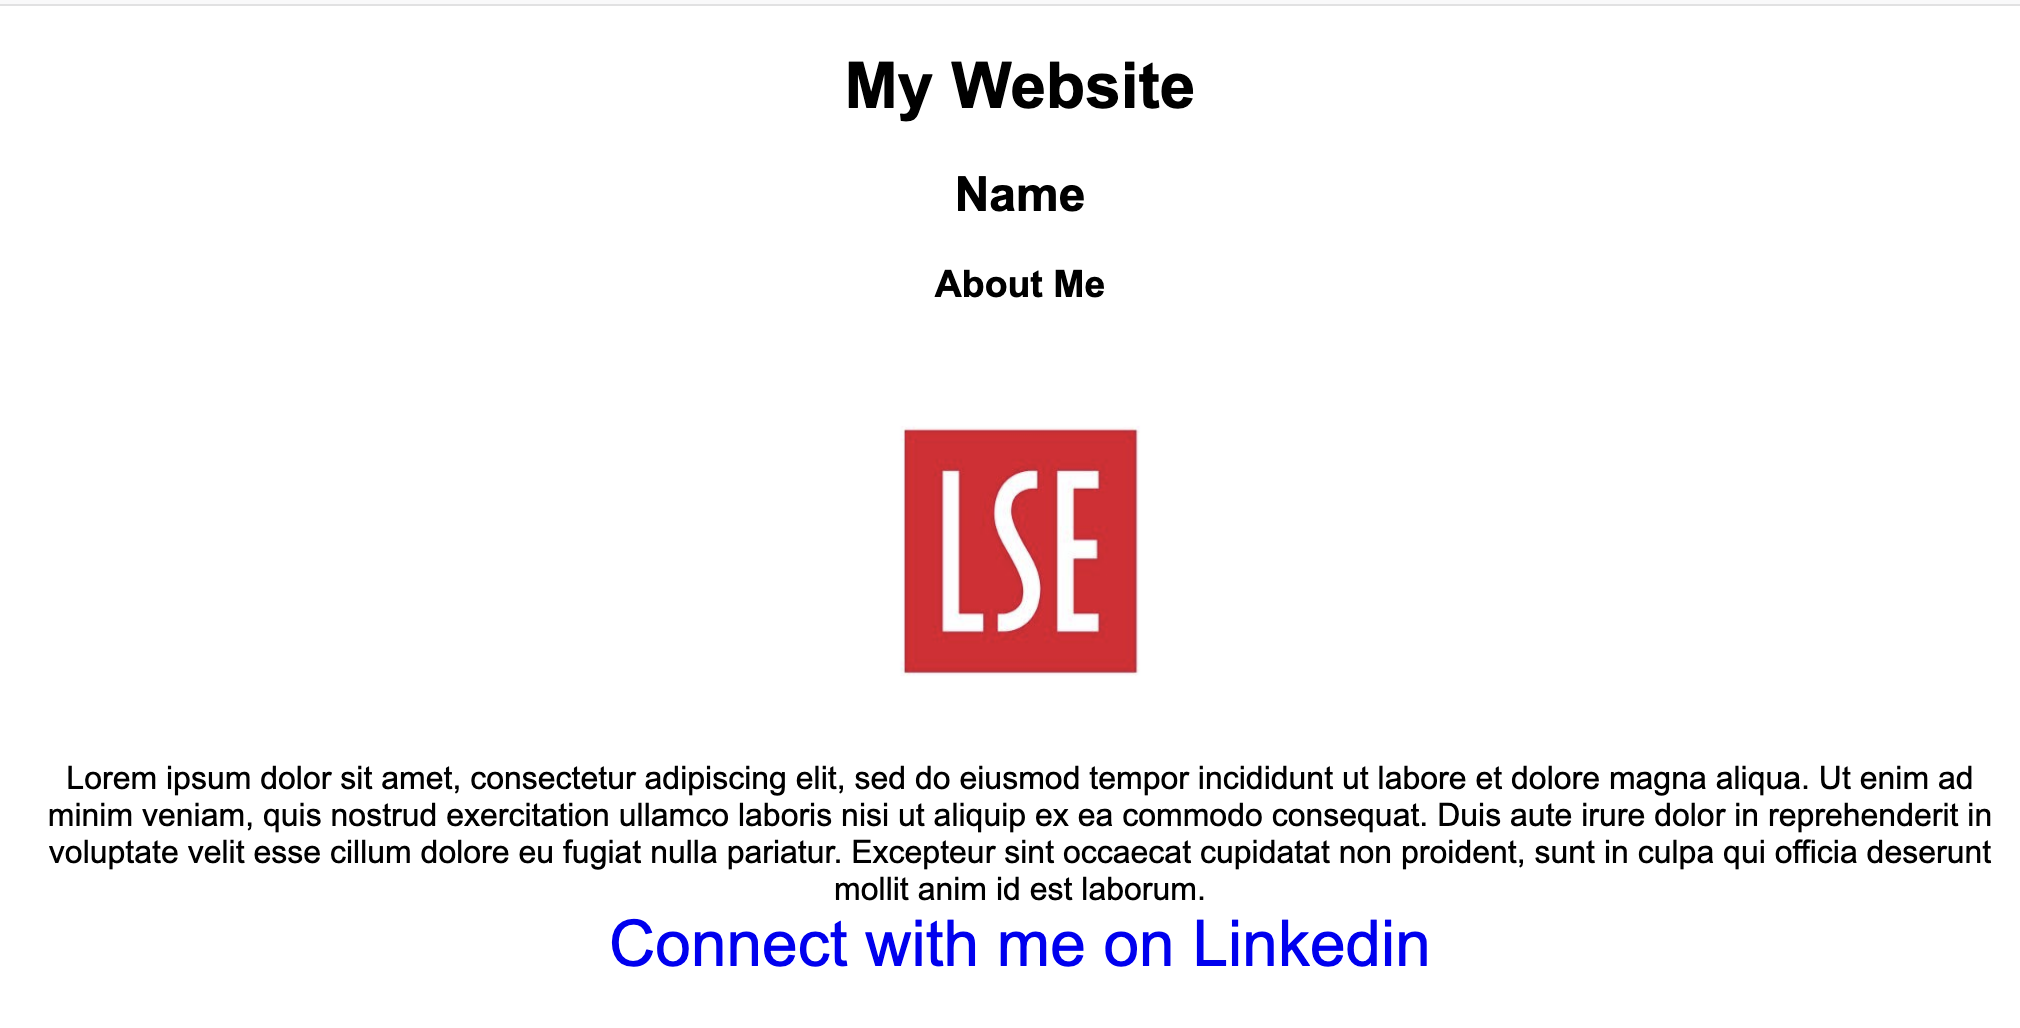 My Website
Name
About Me
LSE
Lorem ipsum dolor sit amet, consectetur adipiscing elit, sed do eiusmod tempor incididunt ut labore et dolore magna aliqua. Ut enim ad
minim veniam, quis nostrud exercitation ullamco laboris nisi ut aliquip ex ea commodo consequat. Duis aute irure dolor in reprehenderit in
voluptate velit esse cillum dolore eu fugiat nulla pariatur. Excepteur sint occaecat cupidatat non proident, sunt in culpa qui officia deserunt
mollit anim id est laborum.
Connect with me on Linkedin